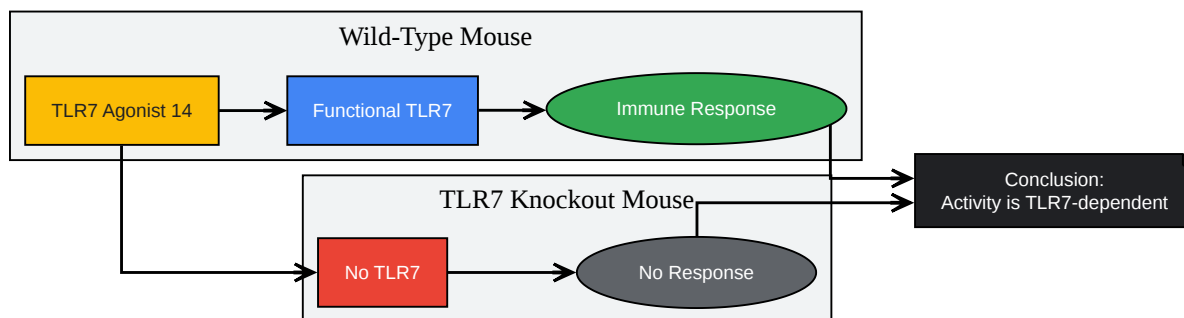 Wild-Type Mouse
TLR7 Agonist 14
Functional TLR7
Immune Response
Conclusion:
Activity is TLR7-dependent
TLR7 Knockout Mouse
No TLR7
No Response